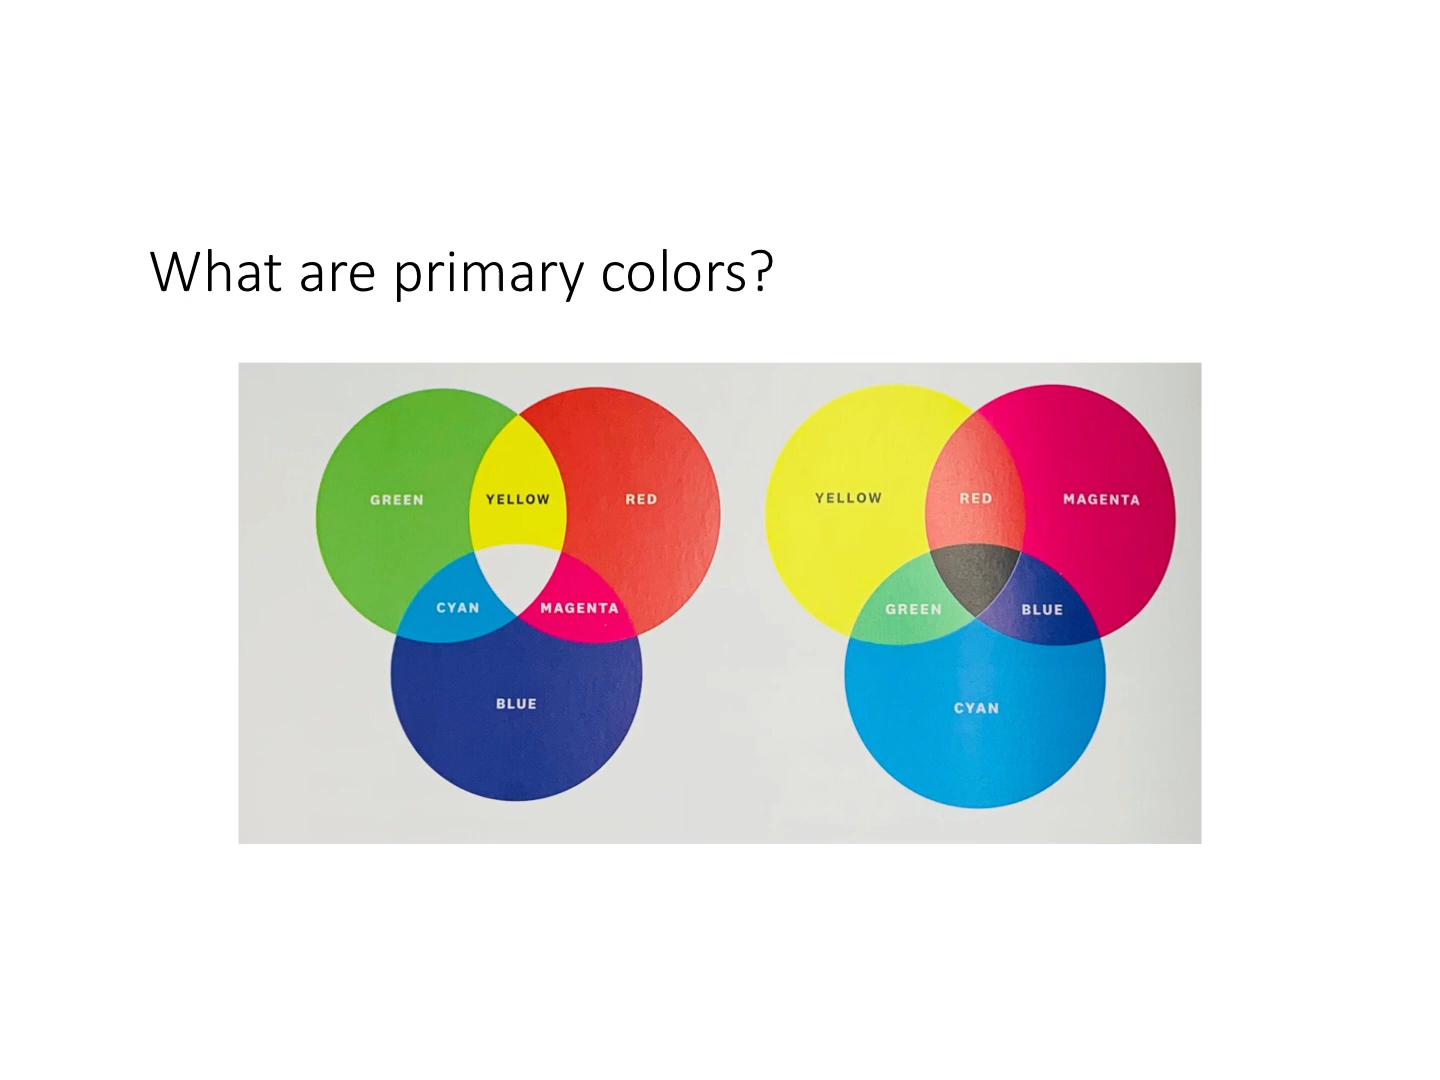 What are primary colors?
GREEN
YELLOW
RED
CYAN
MAGENTA
BLUE
YELLOW
RED
MAGENTA
GREEN
BLUE
CYAN